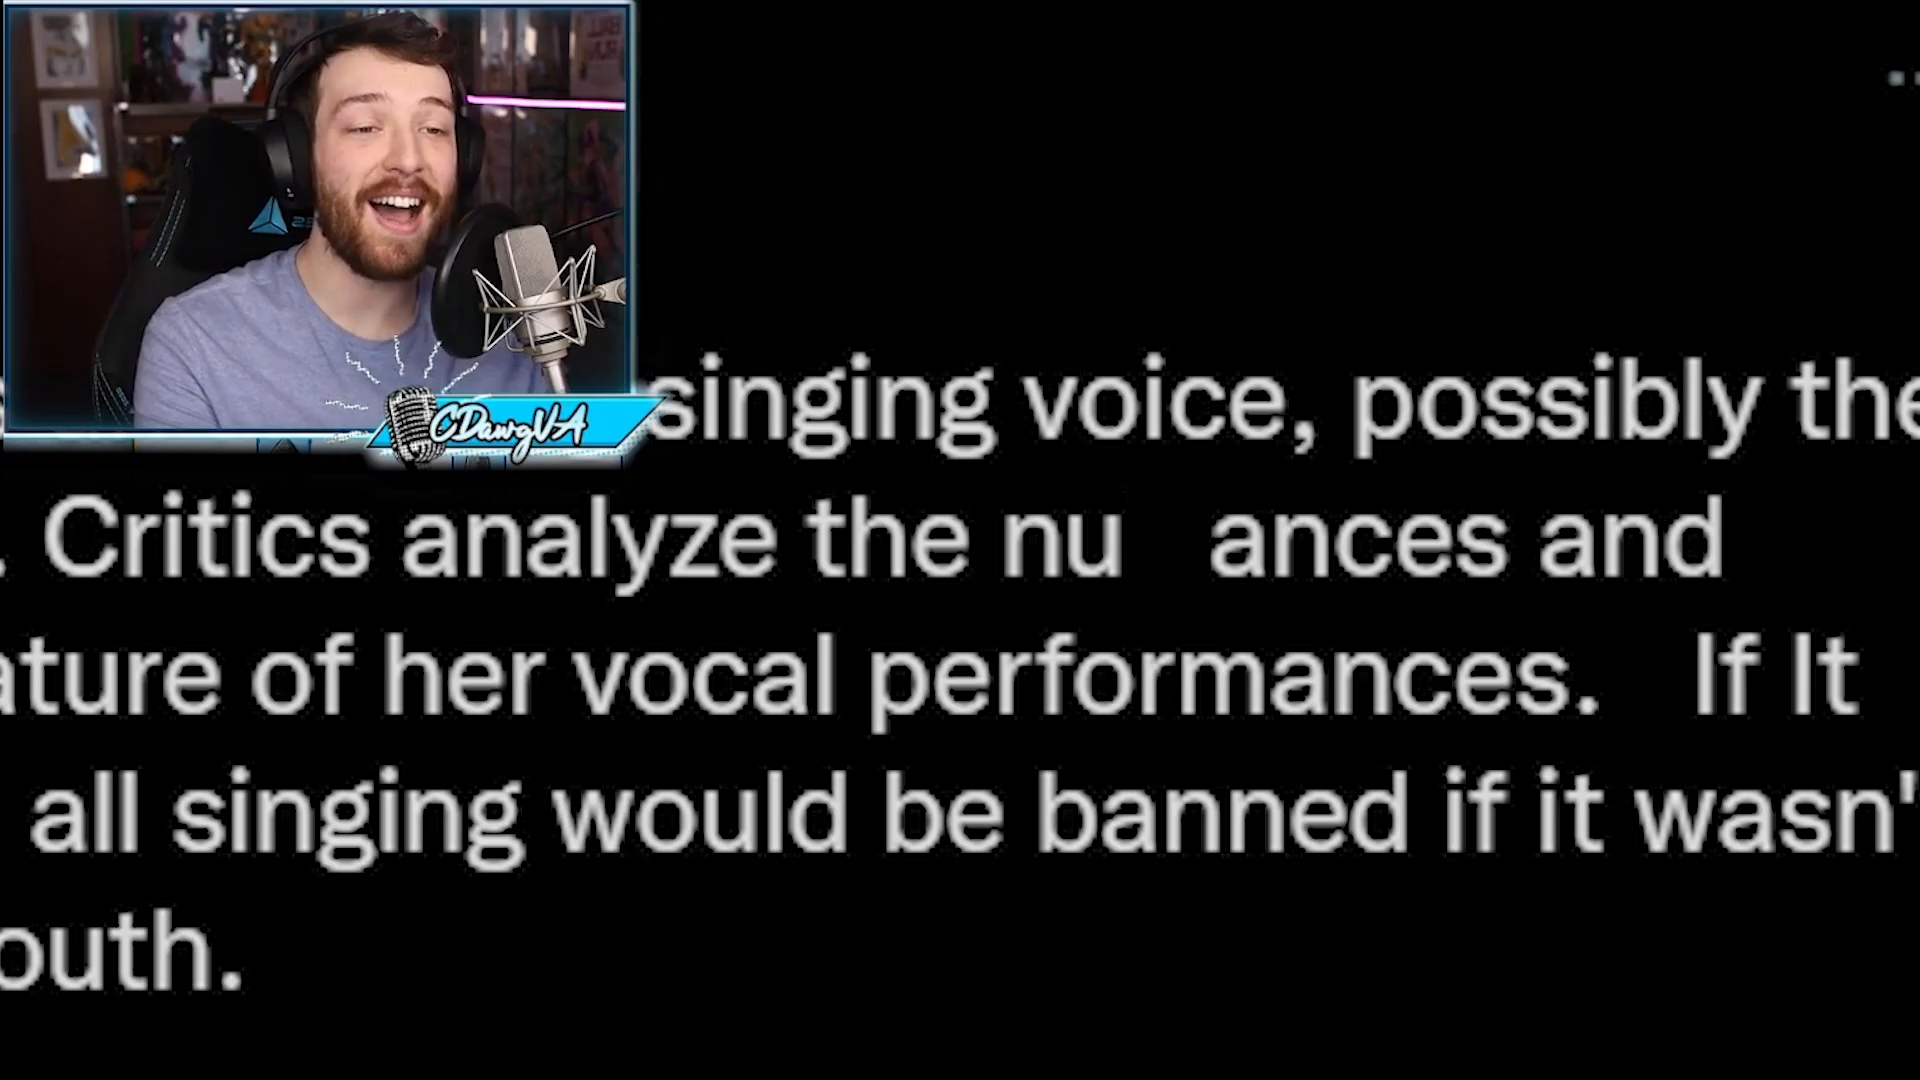 CDawgVA
singing voice, possibly the
. Critics analyze the nu ances and
ature of her vocal performances. If It
all singing would be banned if it wasn'
outh.